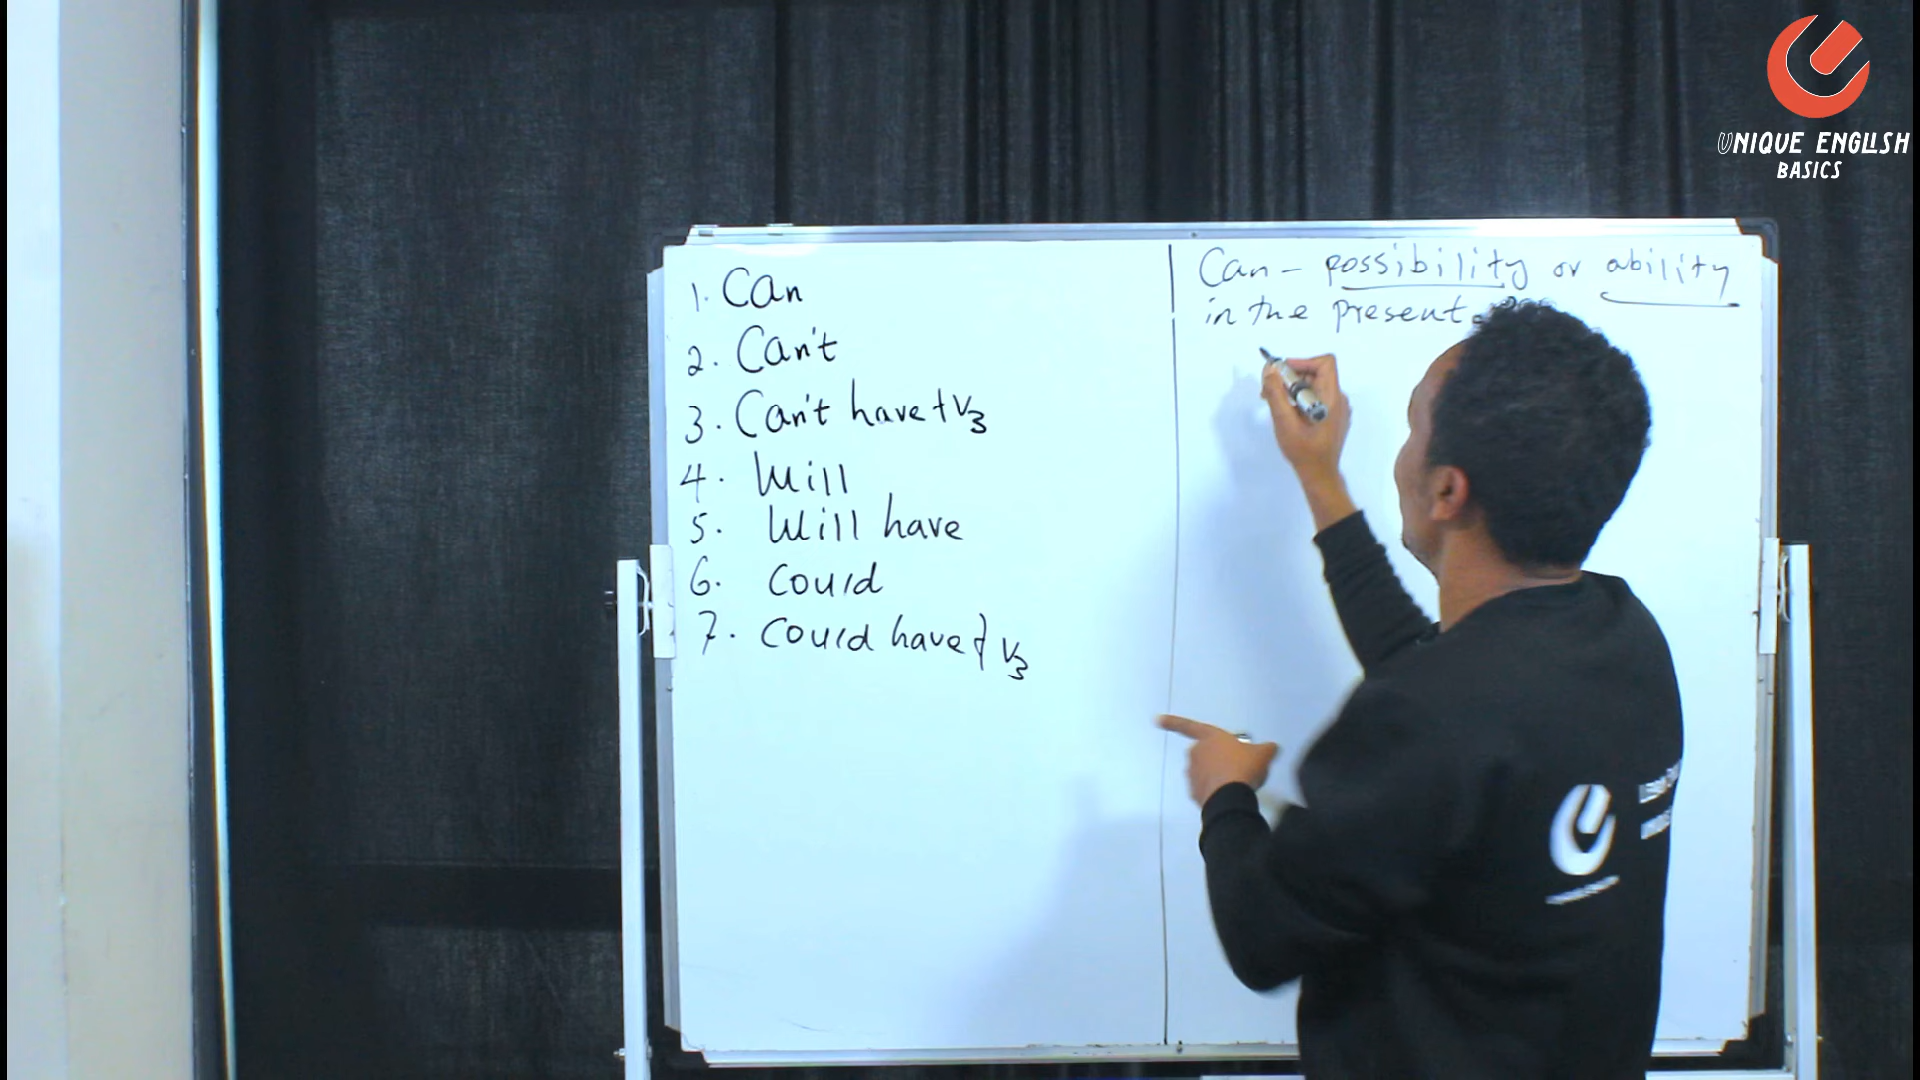 UNIQUE ENGLISH
BASICS
1. Can
2. Can't
3. Can't have + V3
4. Will
5. Will have
6. Could
7. Could have + V3
Can - possibility or ability
in the present.